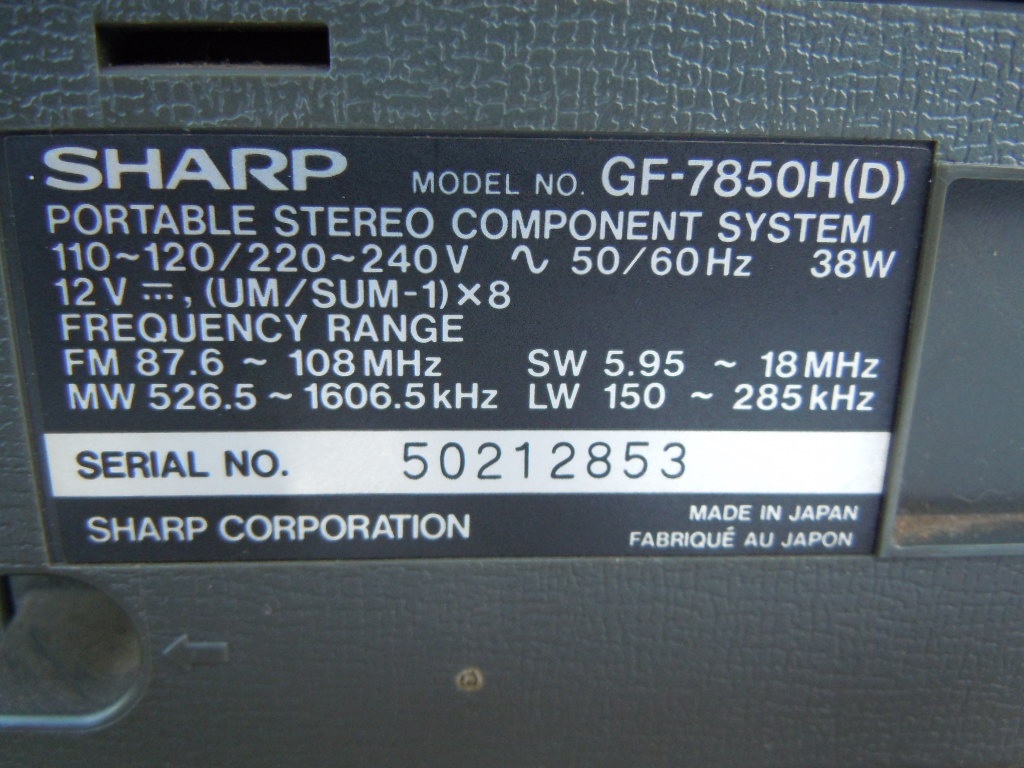 SHARP MODEL NO. GF-7850H(D)
PORTABLE STEREO COMPONENT SYSTEM
110~120/220~240V ∿ 50/60Hz 38W
12V ⎓, (UM/SUM-1)×8
FREQUENCY RANGE
FM 87.6 ~ 108MHz SW 5.95 ~ 18MHz
MW 526.5~1606.5kHz LW 150 ~ 285kHz
SERIAL NO. 50212853
SHARP CORPORATION
MADE IN JAPAN
FABRIQUÉ AU JAPON